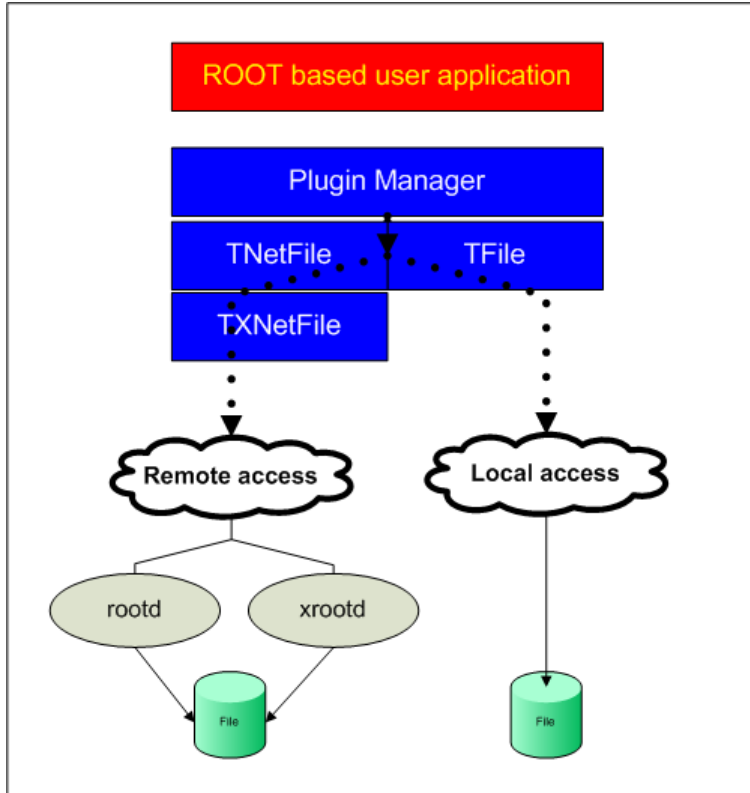 ROOT based user application
Plugin Manager
TNetFile
TFile
TXNetFile
Remote access
Local access
rootd
xrootd
File
File